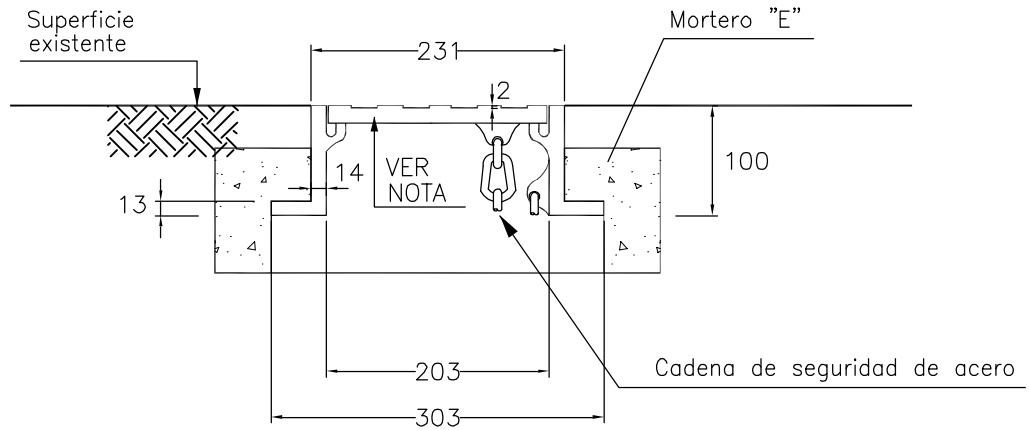 Superficie
existente
Mortero "E"
231
2
14
VER
NOTA
100
13
203
303
Cadena de seguridad de acero